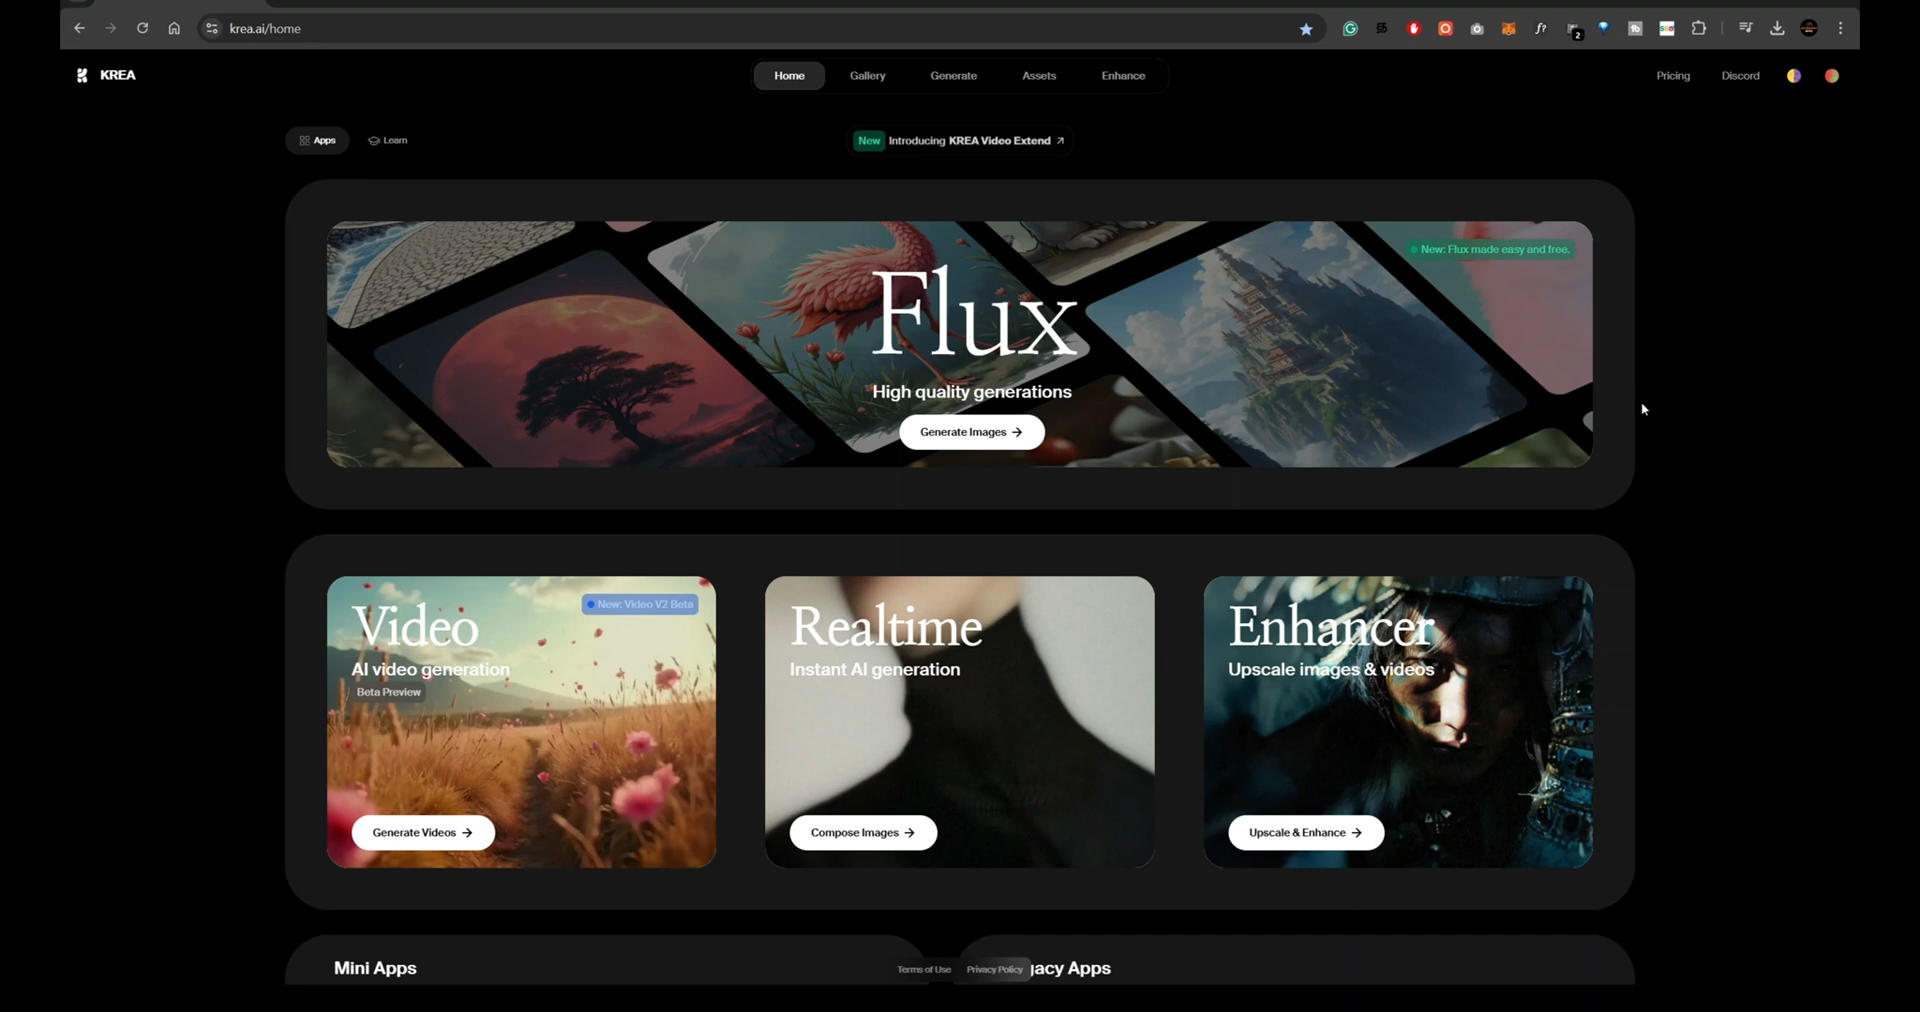 krea.ai/home
2
KREA
Home
Gallery
Generate
Assets
Enhance
Pricing
Discord
Apps
Learn
New Introducing KREA Video Extend
New: Flux made easy and free.
Flux
High quality generations
Generate Images
Video
New: Video V2 Beta
AI video generation
Beta Preview
Generate Videos
Realtime
Instant AI generation
Compose Images
Enhancer
Upscale images & videos
Upscale & Enhance
Mini Apps
Terms of Use
Privacy Policy
gacy Apps